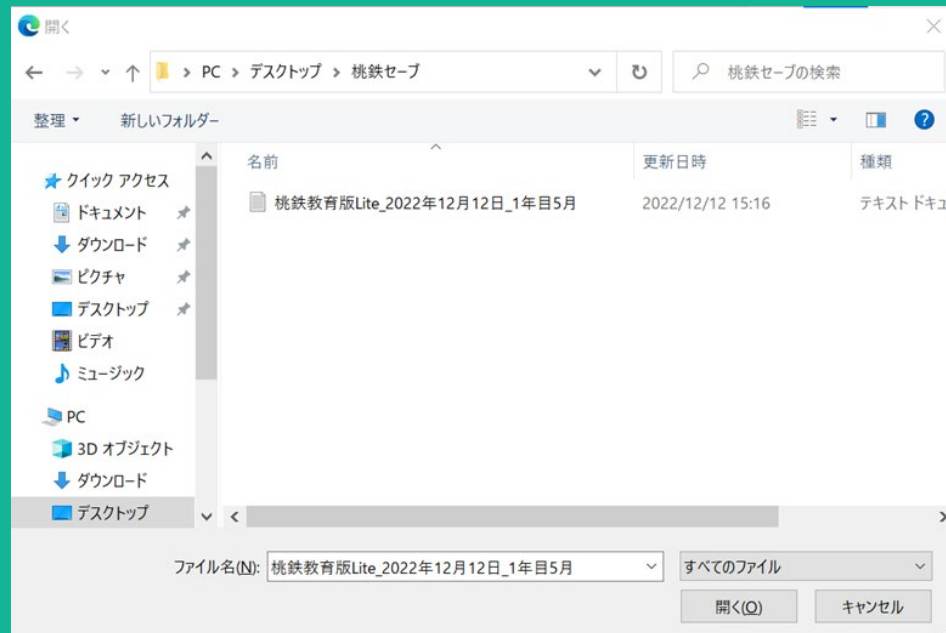 開く
PC > デスクトップ > 桃鉄セーブ
桃鉄セーブの検索
整理
新しいフォルダー
名前
更新日時
種類
桃鉄教育版Lite_2022年12月12日_1年目5月
2022/12/12 15:16
テキスト ドキュ
クイック アクセス
ドキュメント
ダウンロード
ピクチャ
デスクトップ
ビデオ
ミュージック
PC
3D オブジェクト
ダウンロード
デスクトップ
ファイル名(N):
桃鉄教育版Lite_2022年12月12日_1年目5月
すべてのファイル
開く(O)
キャンセル